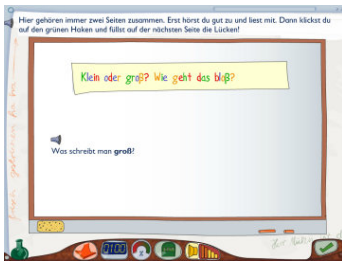 Hier gehören immer zwei Seiten zusammen. Erst hörst du gut zu und liest mit. Dann klickst du
auf den grünen Haken und füllst auf der nächsten Seite die Lücken!
Klein oder groß? Wie geht das bloß?
Was schreibt man groß?